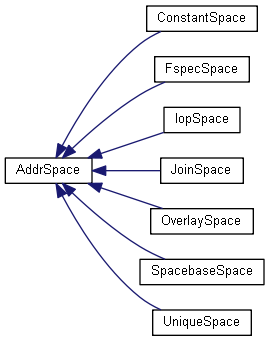 ConstantSpace
FspecSpace
IopSpace
AddrSpace
JoinSpace
OverlaySpace
SpacebaseSpace
UniqueSpace